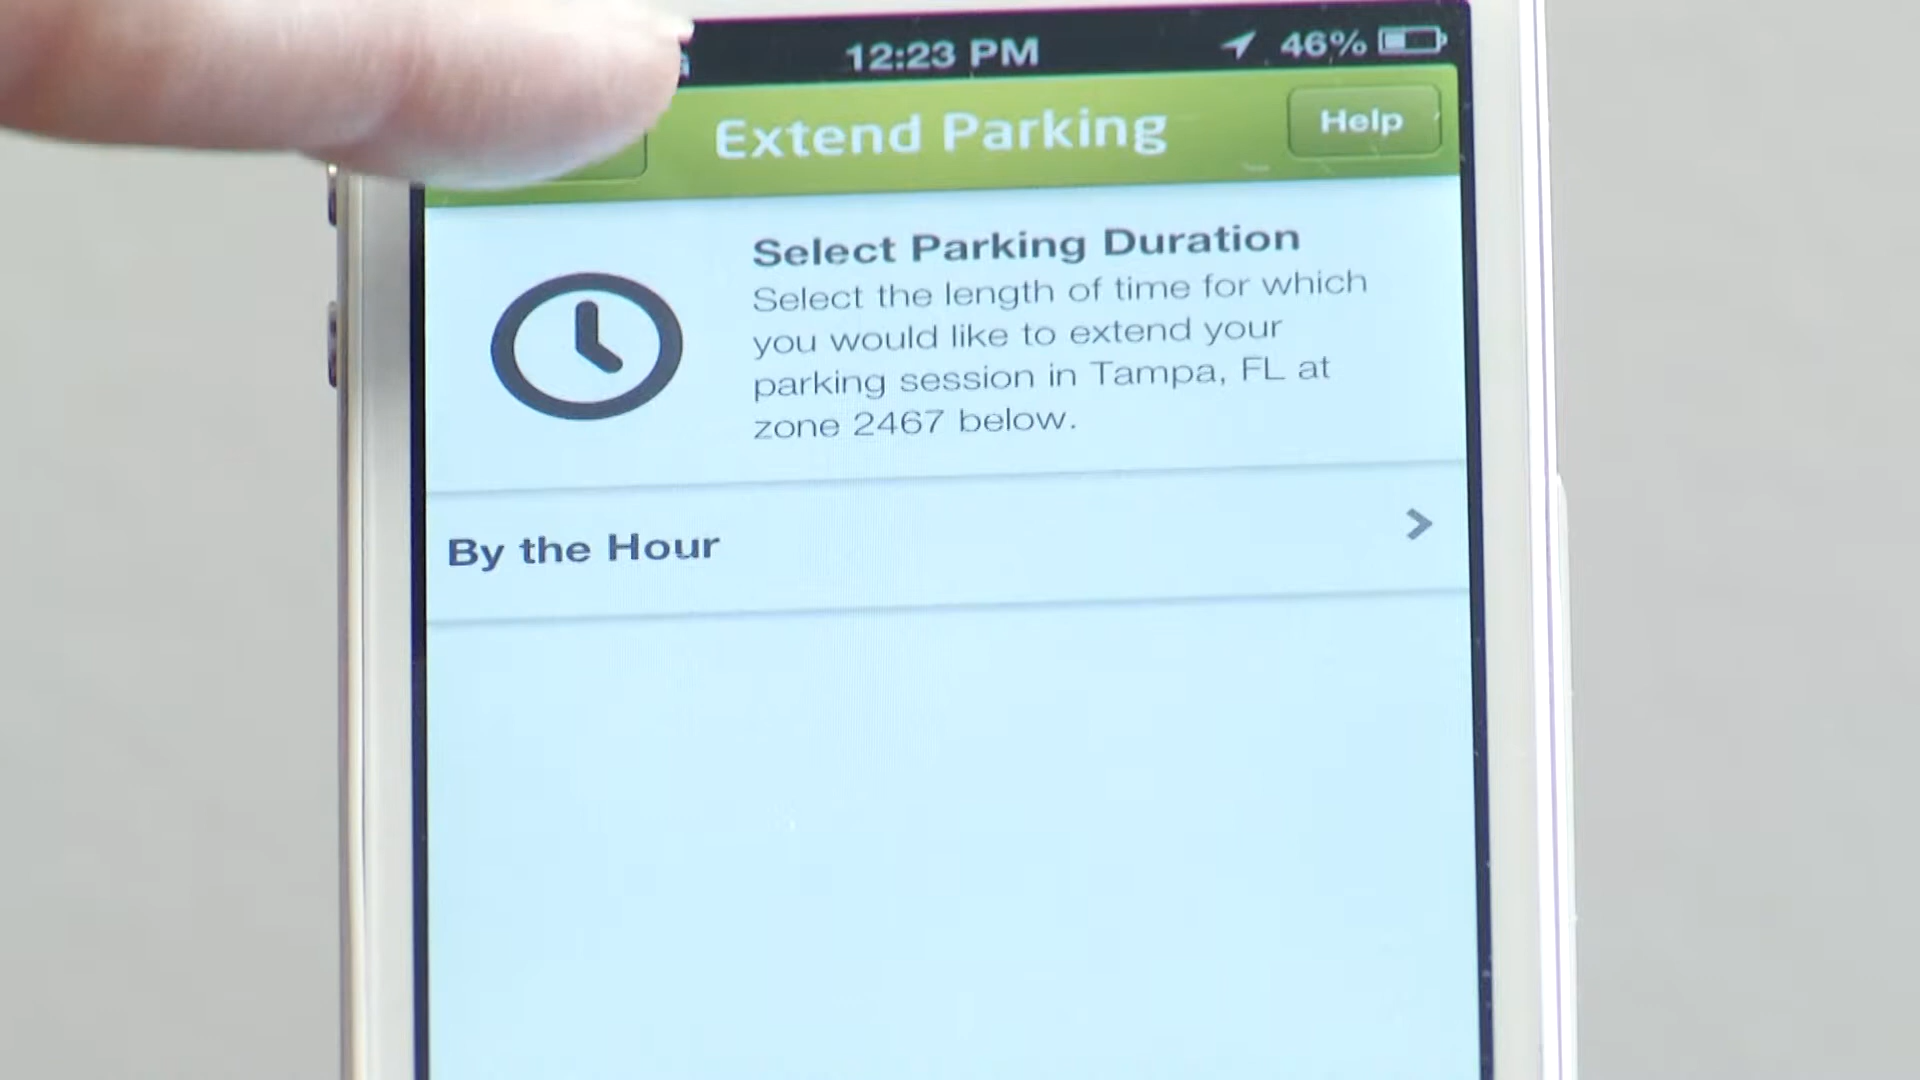 12:23 PM
46%
Extend Parking
Help
Select Parking Duration
Select the length of time for which
you would like to extend your
parking session in Tampa, FL at
zone 2467 below.
By the Hour